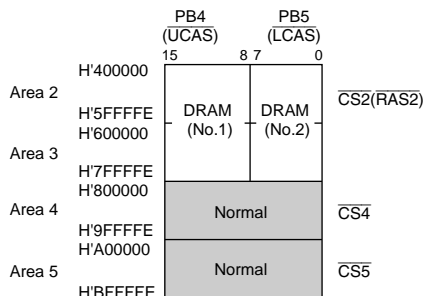 PB4 PB5
(UCAS) (LCAS)
15 8 7 0
H'400000
Area 2
CS2(RAS2)
H'5FFFFE
DRAM DRAM
H'600000
(No.1) (No.2)
Area 3
H'7FFFFE
H'800000
Area 4 Normal CS4
H'9FFFFE
H'A00000
Area 5 Normal CS5
H'BFFFFE